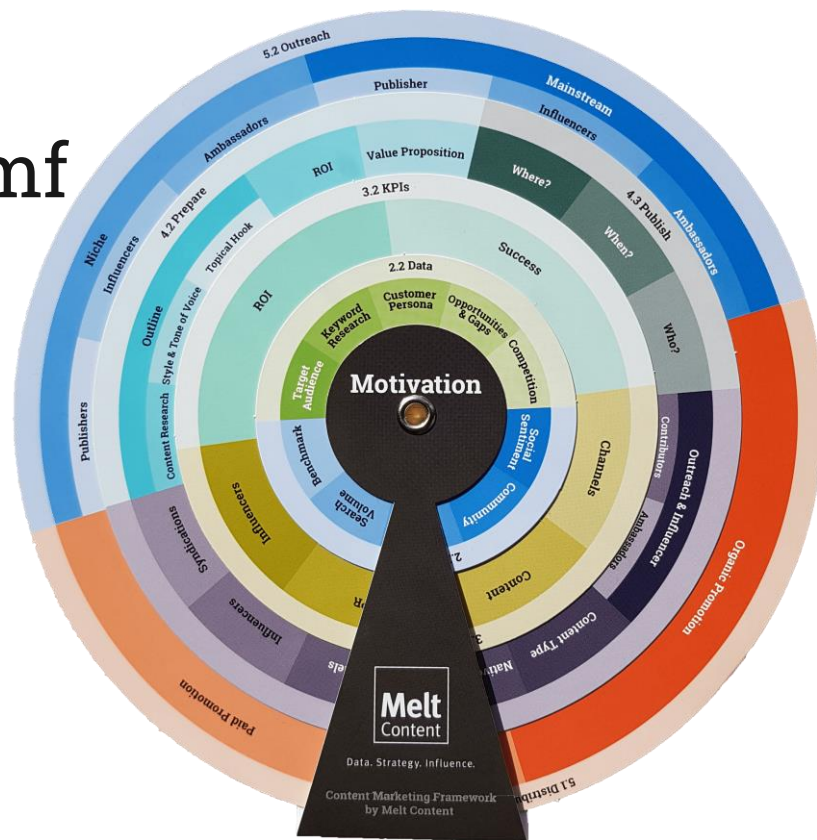 mf
5.2 Outreach
Mainstream
Publisher
Influencers
Ambassadors
Niche
Influencers
Ambassadors
Publishers
4.2 Prepare
ROI
Value Proposition
Where?
4.3 Publish
When?
Who?
Topical Hook
Outline
Style & Tone of Voice
Content Research
3.2 KPIs
ROI
Success
2.2 Data
Target
Audience
Keyword
Research
Customer
Persona
Opportunities
& Gaps
Competition
Motivation
Benchmark
Search
Volume
Social
Sentiment
Community
Channels
Content
Influencers
PR
Contributors
Outreach & Influencer
Ambassadors
Content Type
Syndications
Influencers
Organic Promotion
Paid Promotion
Melt
Content
Data. Strategy. Influence.
Content Marketing Framework
by Melt Content